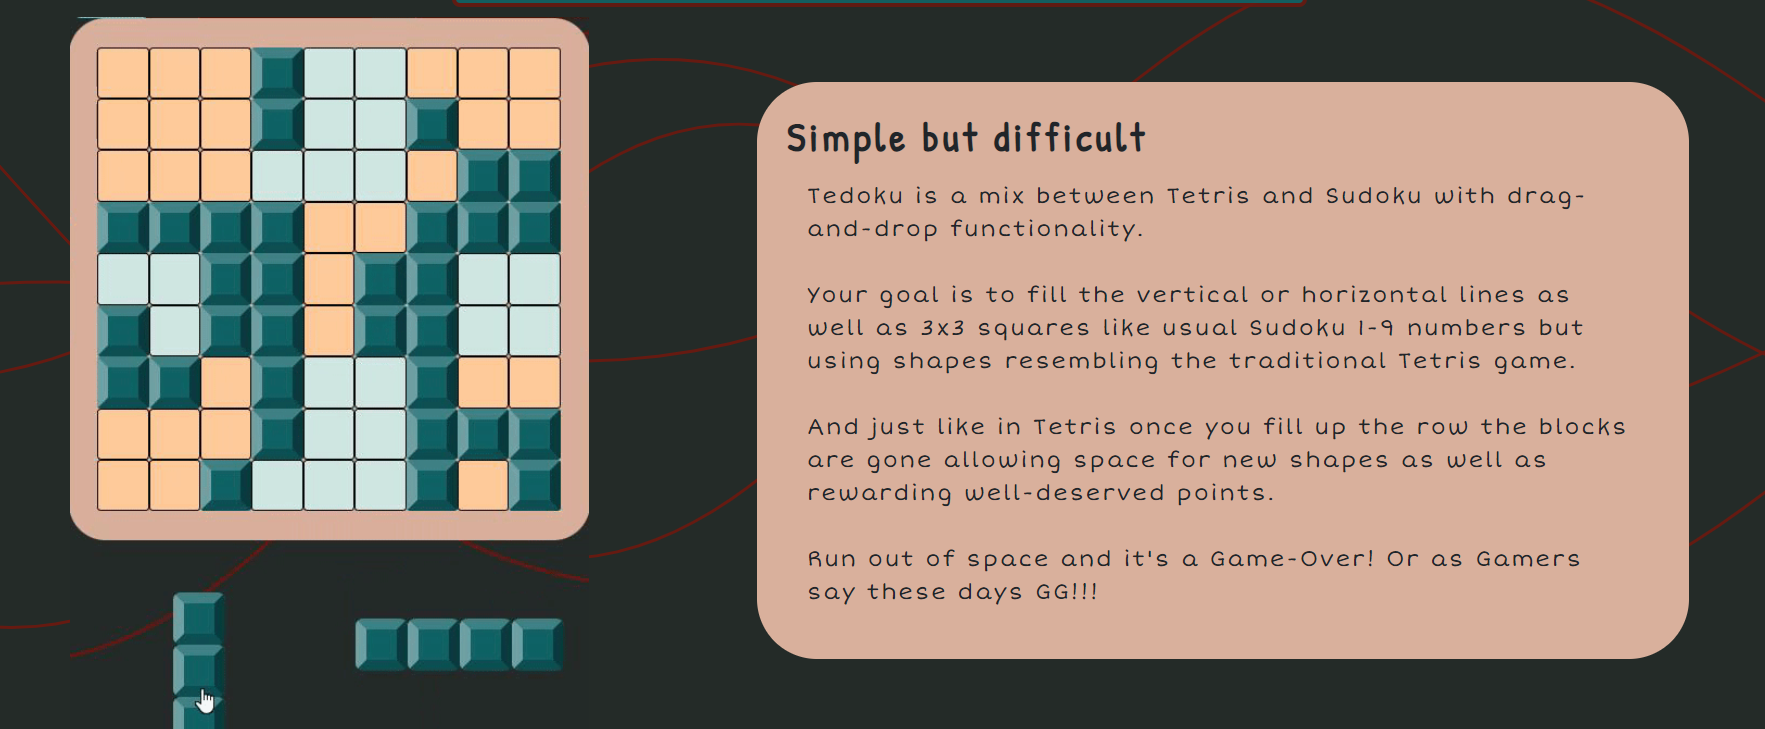 Simple but difficult
Tedoku is a mix between Tetris and Sudoku with drag-
and-drop functionality.
Your goal is to fill the vertical or horizontal lines as
well as 3x3 squares like usual Sudoku 1-9 numbers but
using shapes resembling the traditional Tetris game.
And just like in Tetris once you fill up the row the blocks
are gone allowing space for new shapes as well as
rewarding well-deserved points.
Run out of space and it's a Game-Over! Or as Gamers
say these days GG!!!